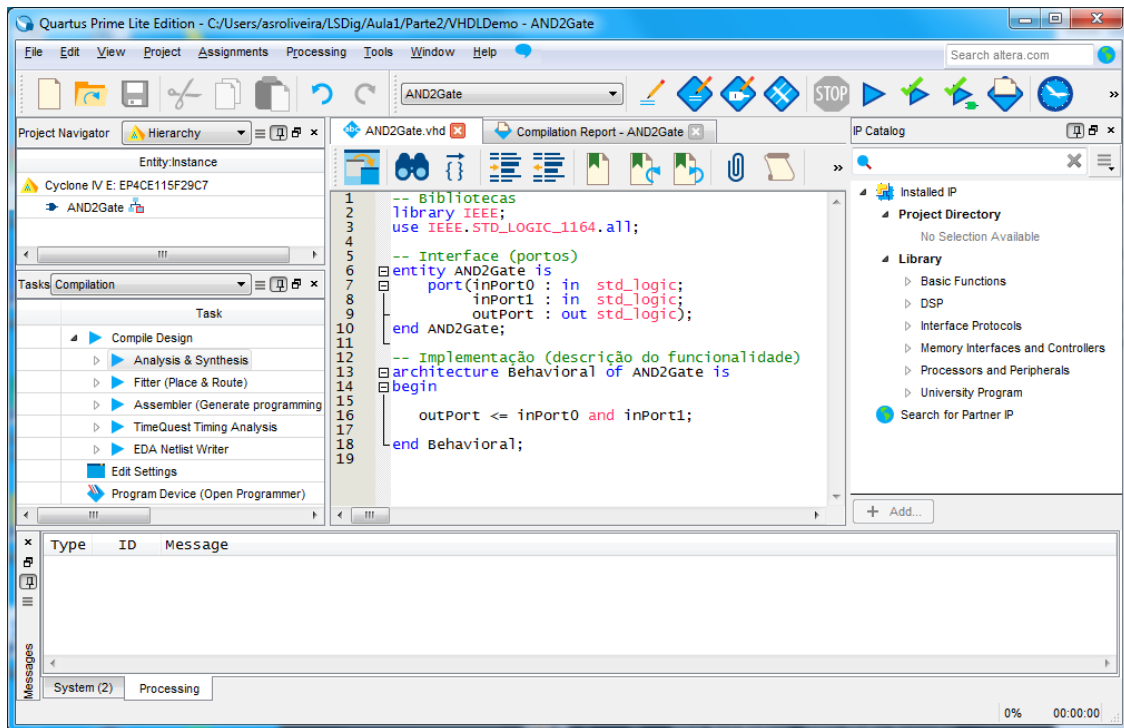 Quartus Prime Lite Edition - C:/Users/asroliveira/LSDig/Aula1/Parte2/VHDLDemo - AND2Gate
File Edit View Project Assignments Processing Tools Window Help
Search altera.com
AND2Gate
STOP
»
Project Navigator
Hierarchy
Entity:Instance
Cyclone IV E: EP4CE115F29C7
AND2Gate
Tasks
Compilation
Task
Compile Design
Analysis & Synthesis
Fitter (Place & Route)
Assembler (Generate programming
TimeQuest Timing Analysis
EDA Netlist Writer
Edit Settings
Program Device (Open Programmer)
abc AND2Gate.vhd
Compilation Report - AND2Gate
»
1 -- Bibliotecas
2 library IEEE;
3 use IEEE.STD_LOGIC_1164.all;
4
5 -- Interface (portos)
6 entity AND2Gate is
7 port(inPort0 : in std_logic;
8 inPort1 : in std_logic;
9 outPort : out std_logic);
10 end AND2Gate;
11
12 -- Implementação (descrição do funcionalidade)
13 architecture Behavioral of AND2Gate is
14 begin
15
16 outPort <= inPort0 and inPort1;
17
18 end Behavioral;
19
IP Catalog
Installed IP
Project Directory
No Selection Available
Library
Basic Functions
DSP
Interface Protocols
Memory Interfaces and Controllers
Processors and Peripherals
University Program
Search for Partner IP
+ Add...
Type ID Message
Messages
System (2) Processing
0% 00:00:00